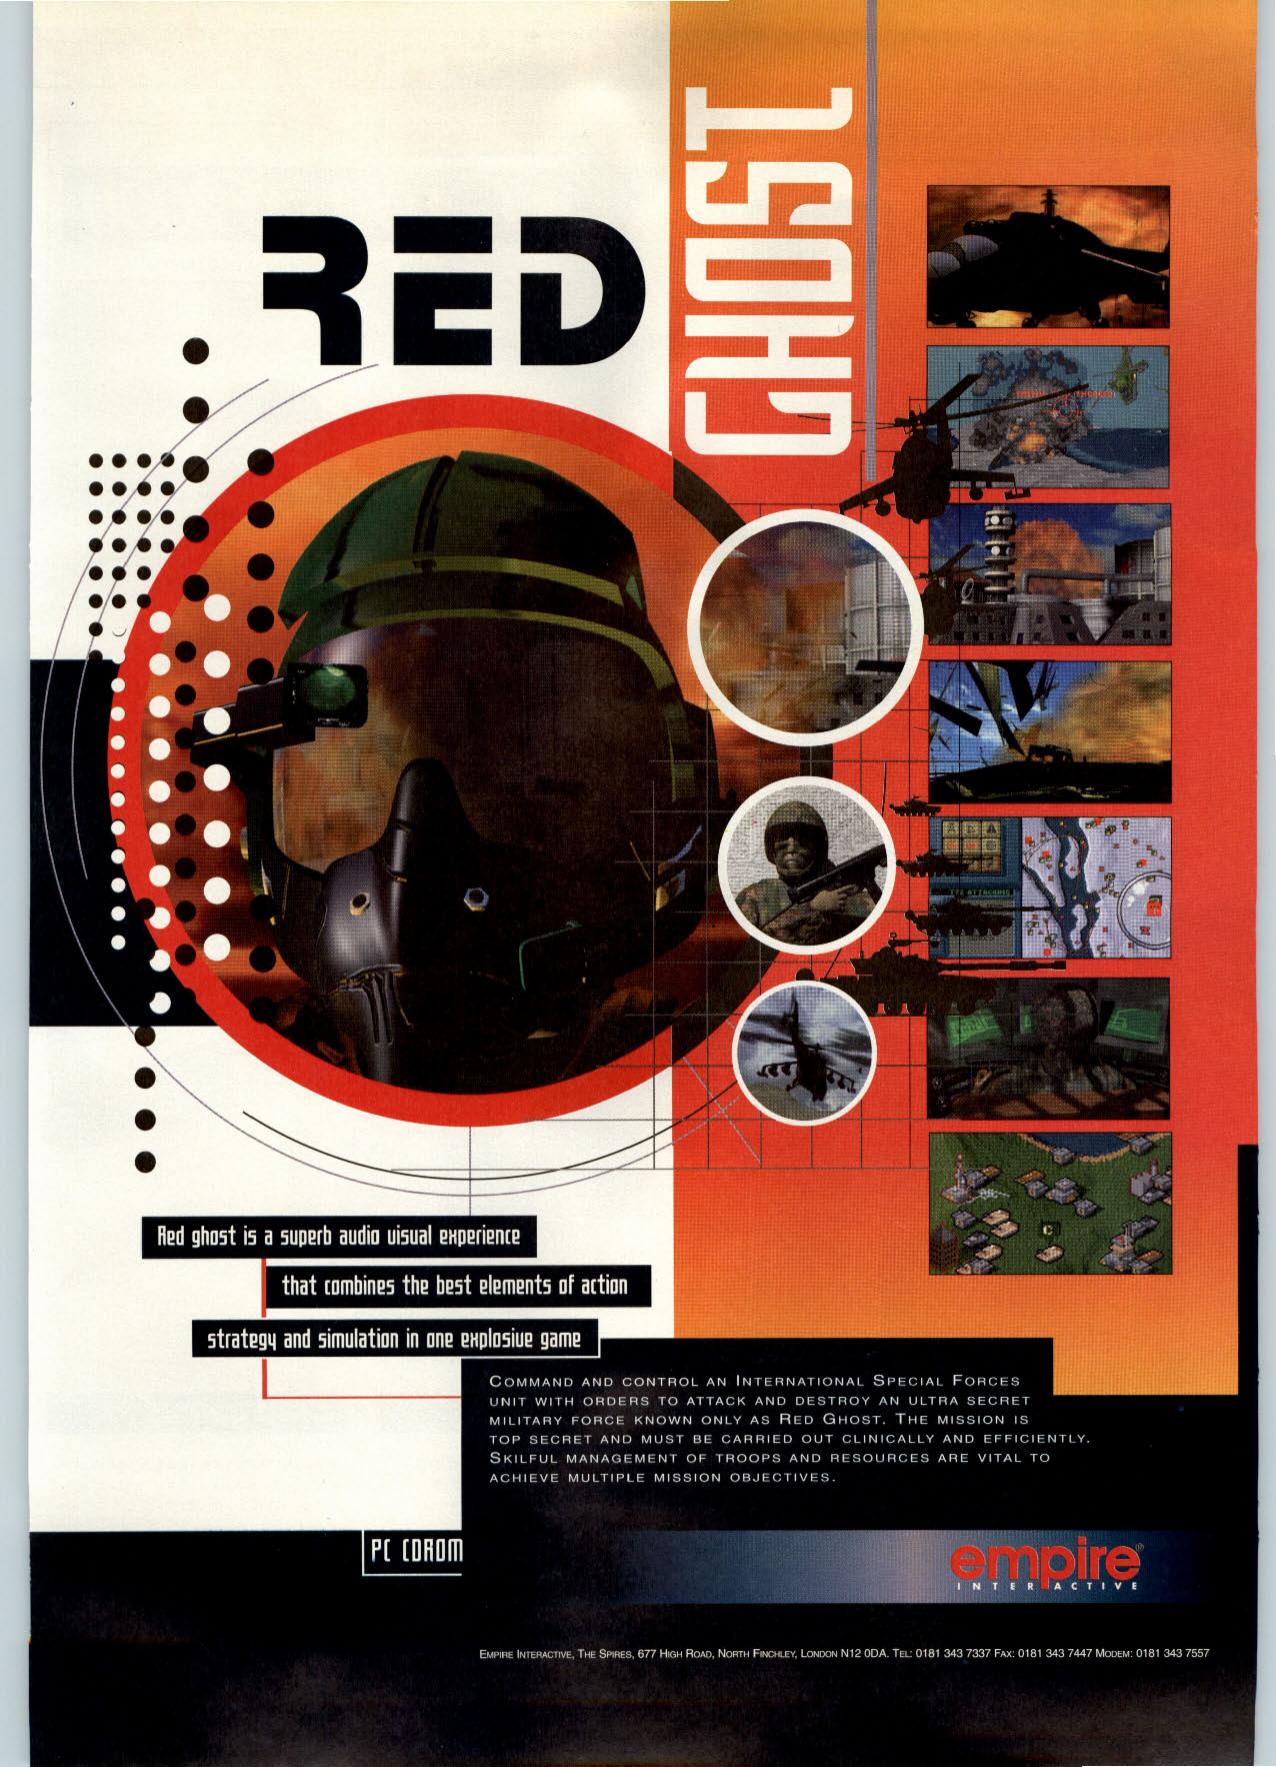 RED
GHOST
Red ghost is a superb audio visual experience
that combines the best elements of action
strategy and simulation in one explosive game
COMMAND AND CONTROL AN INTERNATIONAL SPECIAL FORCES
UNIT WITH ORDERS TO ATTACK AND DESTROY AN ULTRA SECRET
MILITARY FORCE KNOWN ONLY AS RED GHOST. THE MISSION IS
TOP SECRET AND MUST BE CARRIED OUT CLINICALLY AND EFFICIENTLY.
SKILFUL MANAGEMENT OF TROOPS AND RESOURCES ARE VITAL TO
ACHIEVE MULTIPLE MISSION OBJECTIVES.
PC CDROM
empire®
INTERACTIVE
EMPIRE INTERACTIVE, THE SPIRES, 677 HIGH ROAD, NORTH FINCHLEY, LONDON N12 0DA. TEL: 0181 343 7337 FAX: 0181 343 7447 MODEM: 0181 343 7557